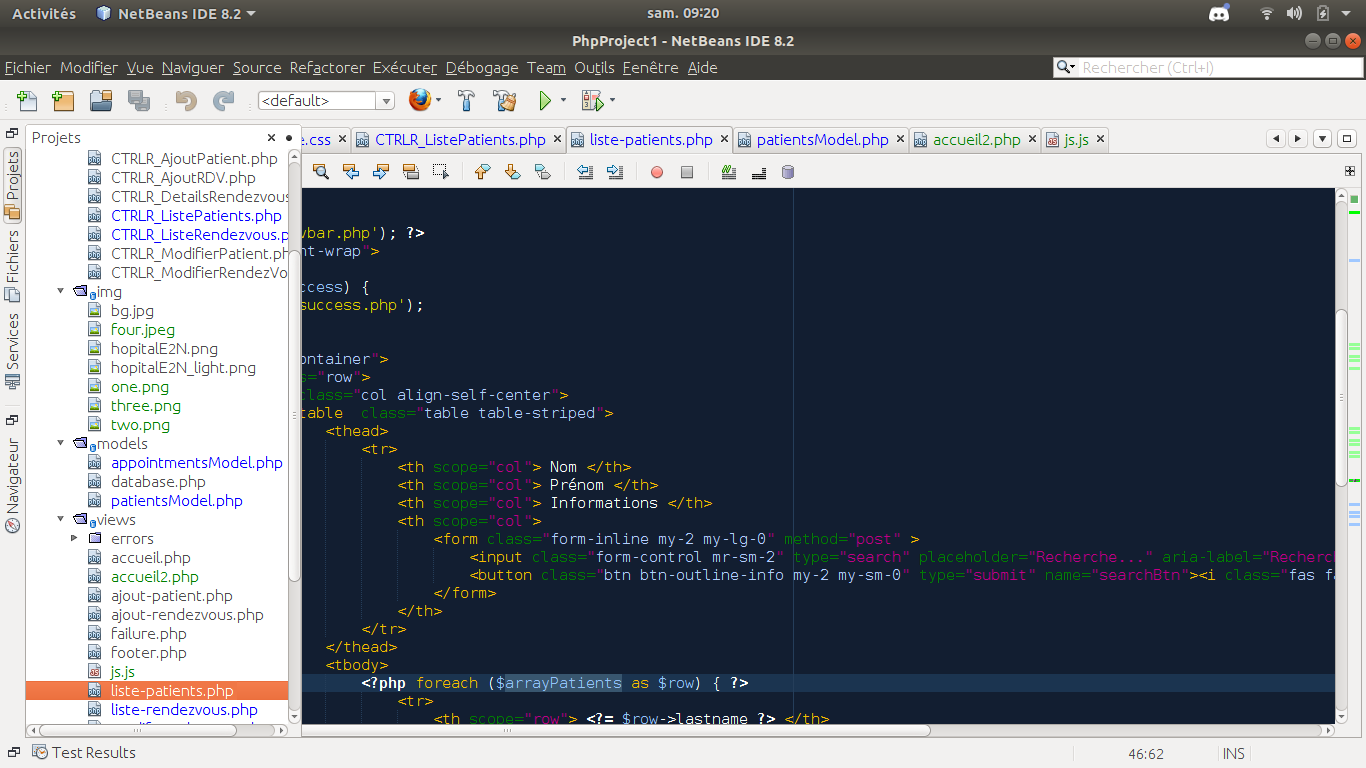 Activités NetBeans IDE 8.2 sam. 09:20
PhpProject1 - NetBeans IDE 8.2
Fichier Modifier Vue Naviguer Source Refactorer Exécuter Débogage Team Outils Fenêtre Aide Rechercher (Ctrl+I)
<default>
Projets
e.css CTRLR_ListePatients.php liste-patients.php patientsModel.php accueil2.php js.js
Projets
Fichiers
Services
Navigateur
CTRLR_AjoutPatient.php
CTRLR_AjoutRDV.php
CTRLR_DetailsRendezvous
CTRLR_ListePatients.php
CTRLR_ListeRendezvous.p
CTRLR_ModifierPatient.ph
CTRLR_ModifierRendezVo
img
bg.jpg
four.jpeg
hopitalE2N.png
hopitalE2N_light.png
one.png
three.png
two.png
models
appointmentsModel.php
database.php
patientsModel.php
views
errors
accueil.php
accueil2.php
ajout-patient.php
ajout-rendezvous.php
failure.php
footer.php
js.js
liste-patients.php
liste-rendezvous.php
vbar.php'); ?>
nt-wrap">
ccess) {
success.php');
ontainer">
s="row">
class="col align-self-center">
table class="table table-striped">
<thead>
<tr>
<th scope="col"> Nom </th>
<th scope="col"> Prénom </th>
<th scope="col"> Informations </th>
<th scope="col">
<form class="form-inline my-2 my-lg-0" method="post" >
<input class="form-control mr-sm-2" type="search" placeholder="Recherche..." aria-label="Recherch
<button class="btn btn-outline-info my-2 my-sm-0" type="submit" name="searchBtn"><i class="fas fa
</form>
</th>
</tr>
</thead>
<tbody>
<?php foreach ($arrayPatients as $row) { ?>
<tr>
<th scope="row"> <?= $row->lastname ?> </th>
Test Results
46:62 INS